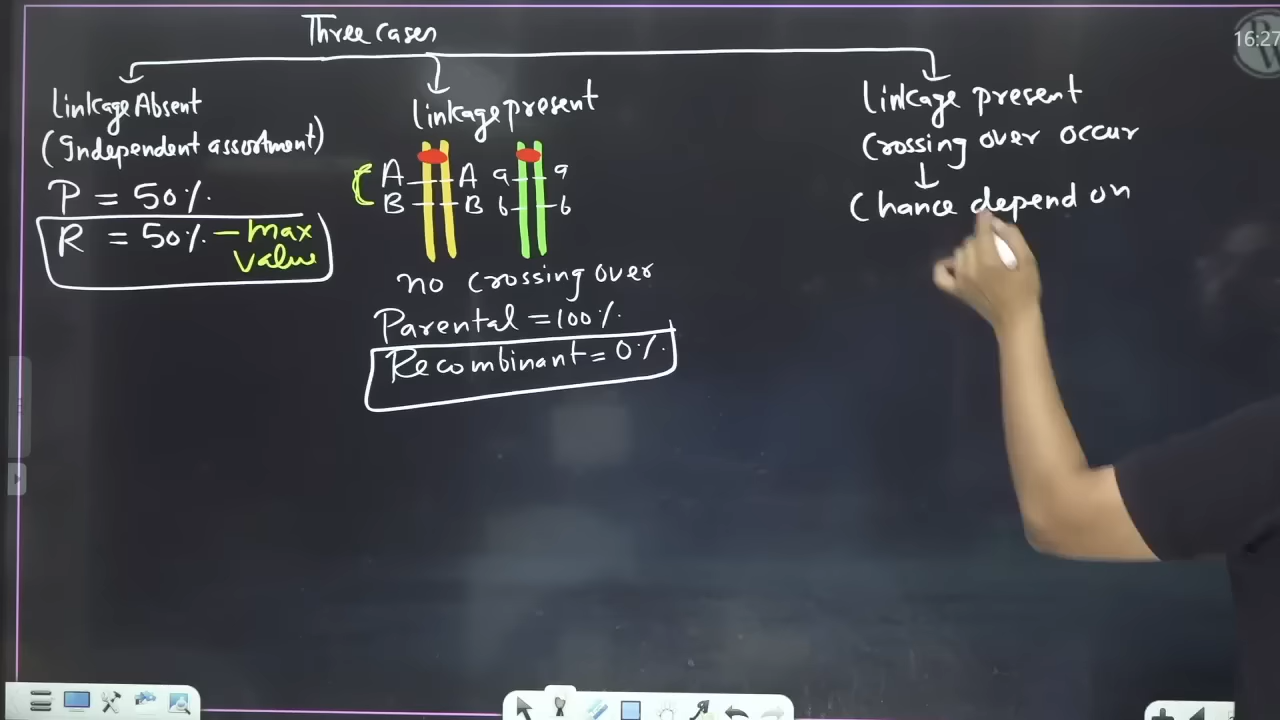 Three cases
Linkage Absent
(Independent assortment)
P = 50%.
R = 50%. - max
value
Linkage present
A A a a
B B b b
no crossing over
Parental = 100%.
Recombinant = 0%.
Linkage present
Crossing over occur
Chance depend on
16:27